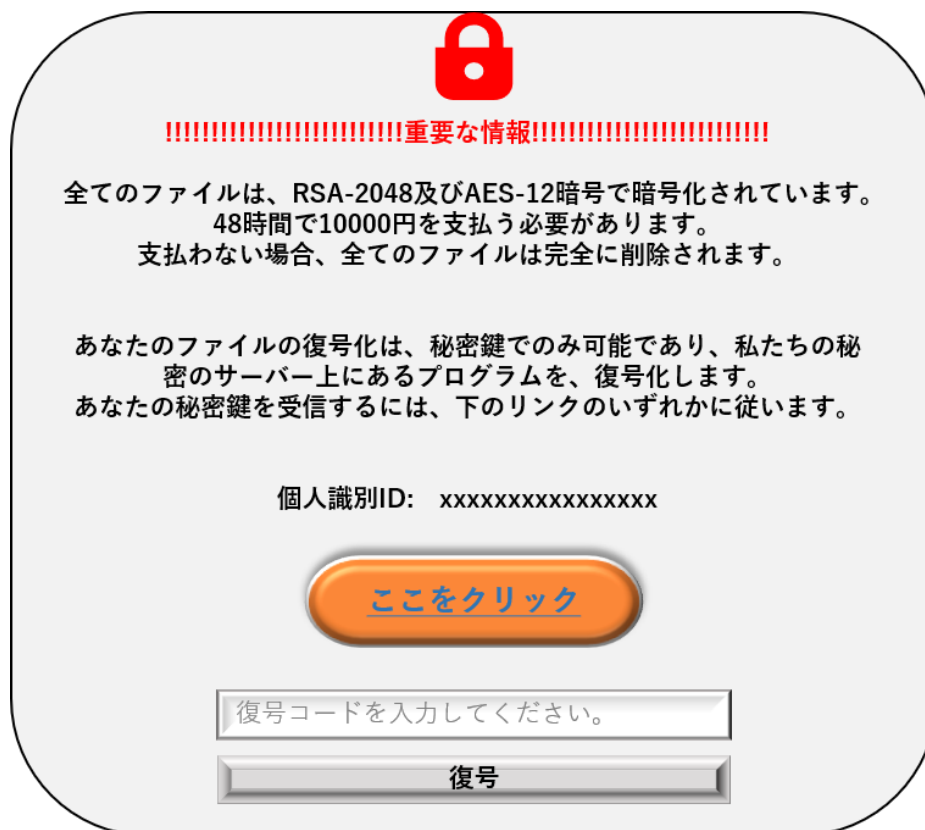 !!!!!!!!!!!!!!!!!!!!!!!!!!重要な情報!!!!!!!!!!!!!!!!!!!!!!!!!!
全てのファイルは、RSA-2048及びAES-12暗号で暗号化されています。
48時間で10000円を支払う必要があります。
支払わない場合、全てのファイルは完全に削除されます。
あなたのファイルの復号化は、秘密鍵でのみ可能であり、私たちの秘
密のサーバー上にあるプログラムを、復号化します。
あなたの秘密鍵を受信するには、下のリンクのいずれかに従います。
個人識別ID: xxxxxxxxxxxxxxxx
ここをクリック
復号コードを入力してください。
復号